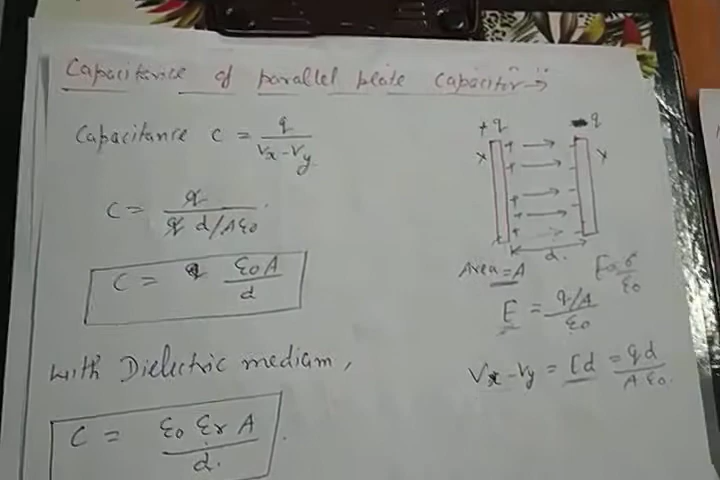 Capacitance of parallel plate capacitor →
Capacitance C = q / Vx - Vy
C = q / q d/Aε0
C = ε0A / d
with Dielectric medium,
C = ε0 εr A / d.
+q -q
X Y
+ + + + +
d.
Area = A
E = σ / ε0
E = q/A / ε0
Vx - Vy = Ed = qd / Aε0.